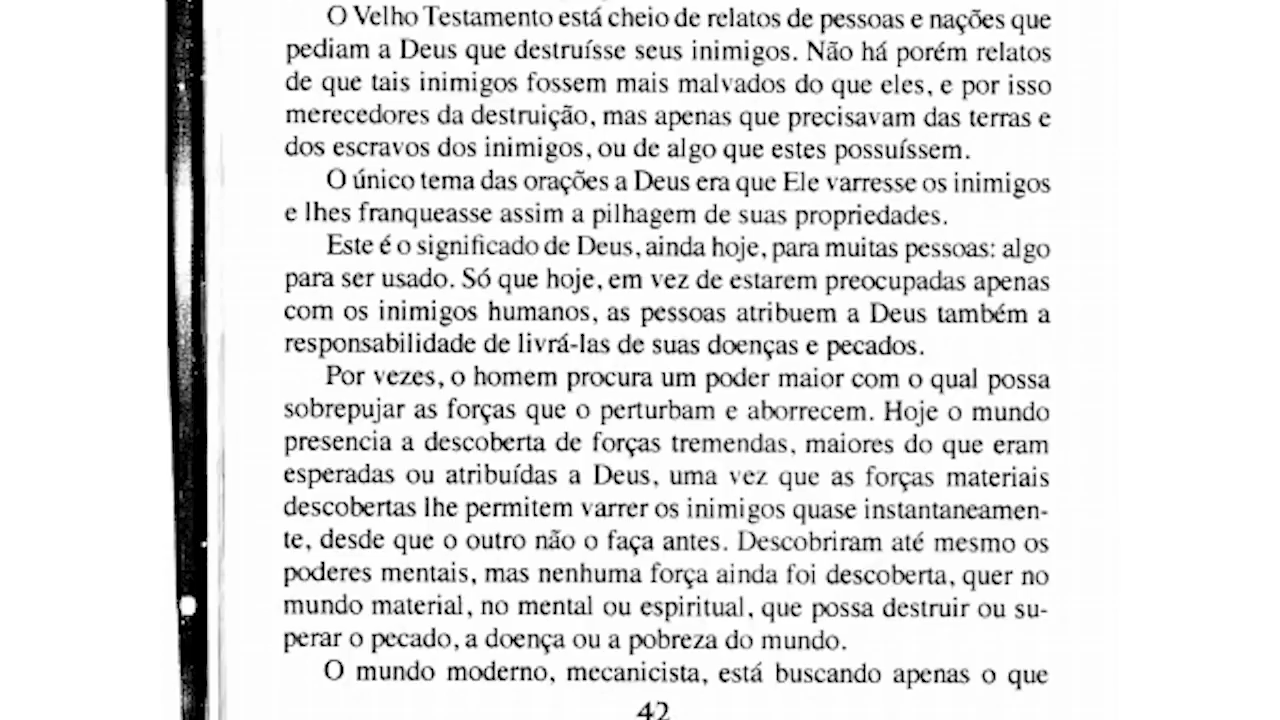 O Velho Testamento está cheio de relatos de pessoas e nações que
pediam a Deus que destruísse seus inimigos. Não há porém relatos
de que tais inimigos fossem mais malvados do que eles, e por isso
merecedores da destruição, mas apenas que precisavam das terras e
dos escravos dos inimigos, ou de algo que estes possuíssem.
O único tema das orações a Deus era que Ele varresse os inimigos
e lhes franqueasse assim a pilhagem de suas propriedades.
Este é o significado de Deus, ainda hoje, para muitas pessoas: algo
para ser usado. Só que hoje, em vez de estarem preocupadas apenas
com os inimigos humanos, as pessoas atribuem a Deus também a
responsabilidade de livrá-las de suas doenças e pecados.
Por vezes, o homem procura um poder maior com o qual possa
sobrepujar as forças que o perturbam e aborrecem. Hoje o mundo
presencia a descoberta de forças tremendas, maiores do que eram
esperadas ou atribuídas a Deus, uma vez que as forças materiais
descobertas lhe permitem varrer os inimigos quase instantaneamen-
te, desde que o outro não o faça antes. Descobriram até mesmo os
poderes mentais, mas nenhuma força ainda foi descoberta, quer no
mundo material, no mental ou espiritual, que possa destruir ou su-
perar o pecado, a doença ou a pobreza do mundo.
O mundo moderno, mecanicista, está buscando apenas o que
42